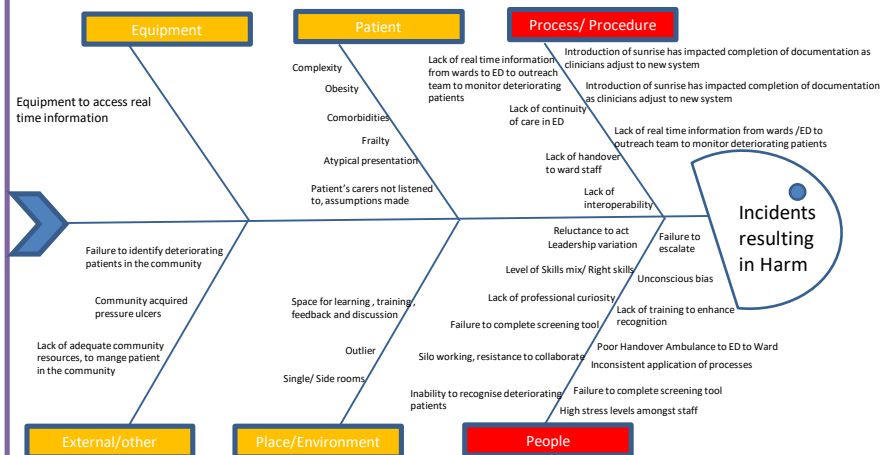 Equipment
Patient
Process/ Procedure
Equipment to access real
time information
Complexity
Obesity
Comorbidities
Frailty
Atypical presentation
Patient's carers not listened
to, assumptions made
Lack of real time information
from wards to ED to outreach
team to monitor deteriorating
patients
Lack of continuity
of care in ED
Lack of handover
to ward staff
Lack of
interoperability
Introduction of sunrise has impacted completion of documentation as
clinicians adjust to new system
Introduction of sunrise has impacted completion of documentation
as clinicians adjust to new system
Lack of real time information from wards /ED to
outreach team to monitor deteriorating patients
Incidents
resulting
in Harm
Failure to identify deteriorating
patients in the community
Community acquired
pressure ulcers
Lack of adequate community
resources, to mange patient
in the community
Space for learning , training ,
feedback and discussion
Outlier
Single/ Side rooms
Reluctance to act
Leadership variation
Level of Skills mix/ Right skills
Lack of professional curiosity
Failure to complete screening tool
Silo working, resistance to collaborate
Inability to recognise deteriorating
patients
Failure to
escalate
Unconscious bias
Lack of training to enhance
recognition
Poor Handover Ambulance to ED to Ward
Inconsistent application of processes
Failure to complete screening tool
High stress levels amongst staff
External/other
Place/Environment
People